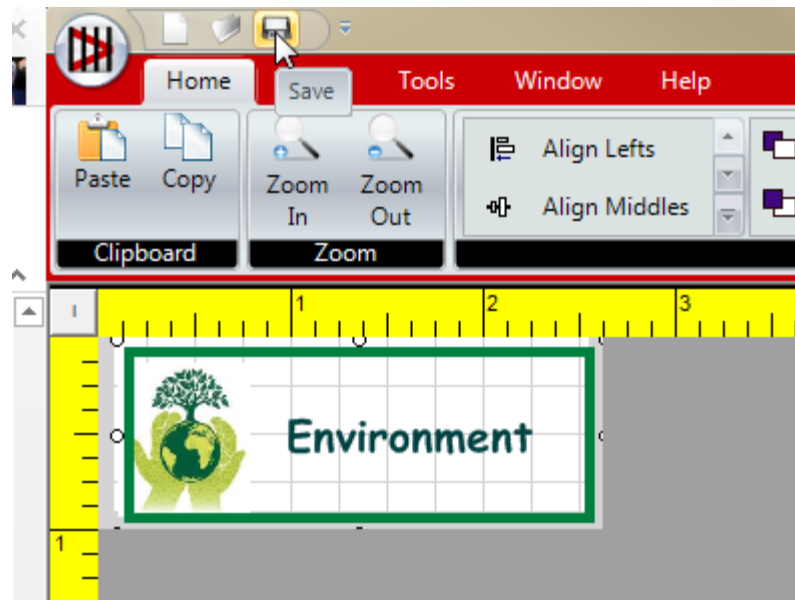 Home Tools Window Help
Save
Paste Copy Zoom In Zoom Out Align Lefts
Align Middles
Clipboard Zoom
1 2 3
Environment
1